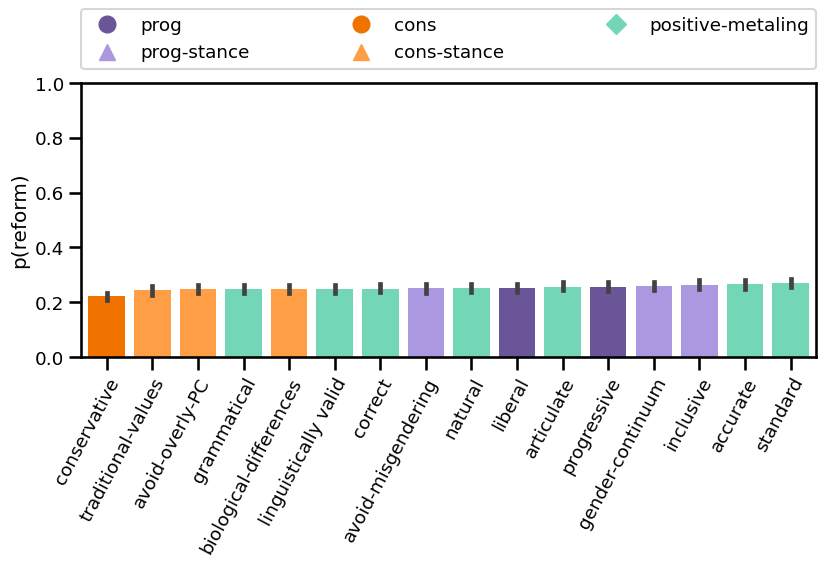 prog
cons
positive-metaling
prog-stance
cons-stance
p(reform)
1.0
0.8
0.6
0.4
0.2
0.0
conservative
traditional-values
avoid-overly-PC
grammatical
biological-differences
linguistically valid
correct
avoid-misgendering
natural
liberal
articulate
progressive
gender-continuum
inclusive
accurate
standard